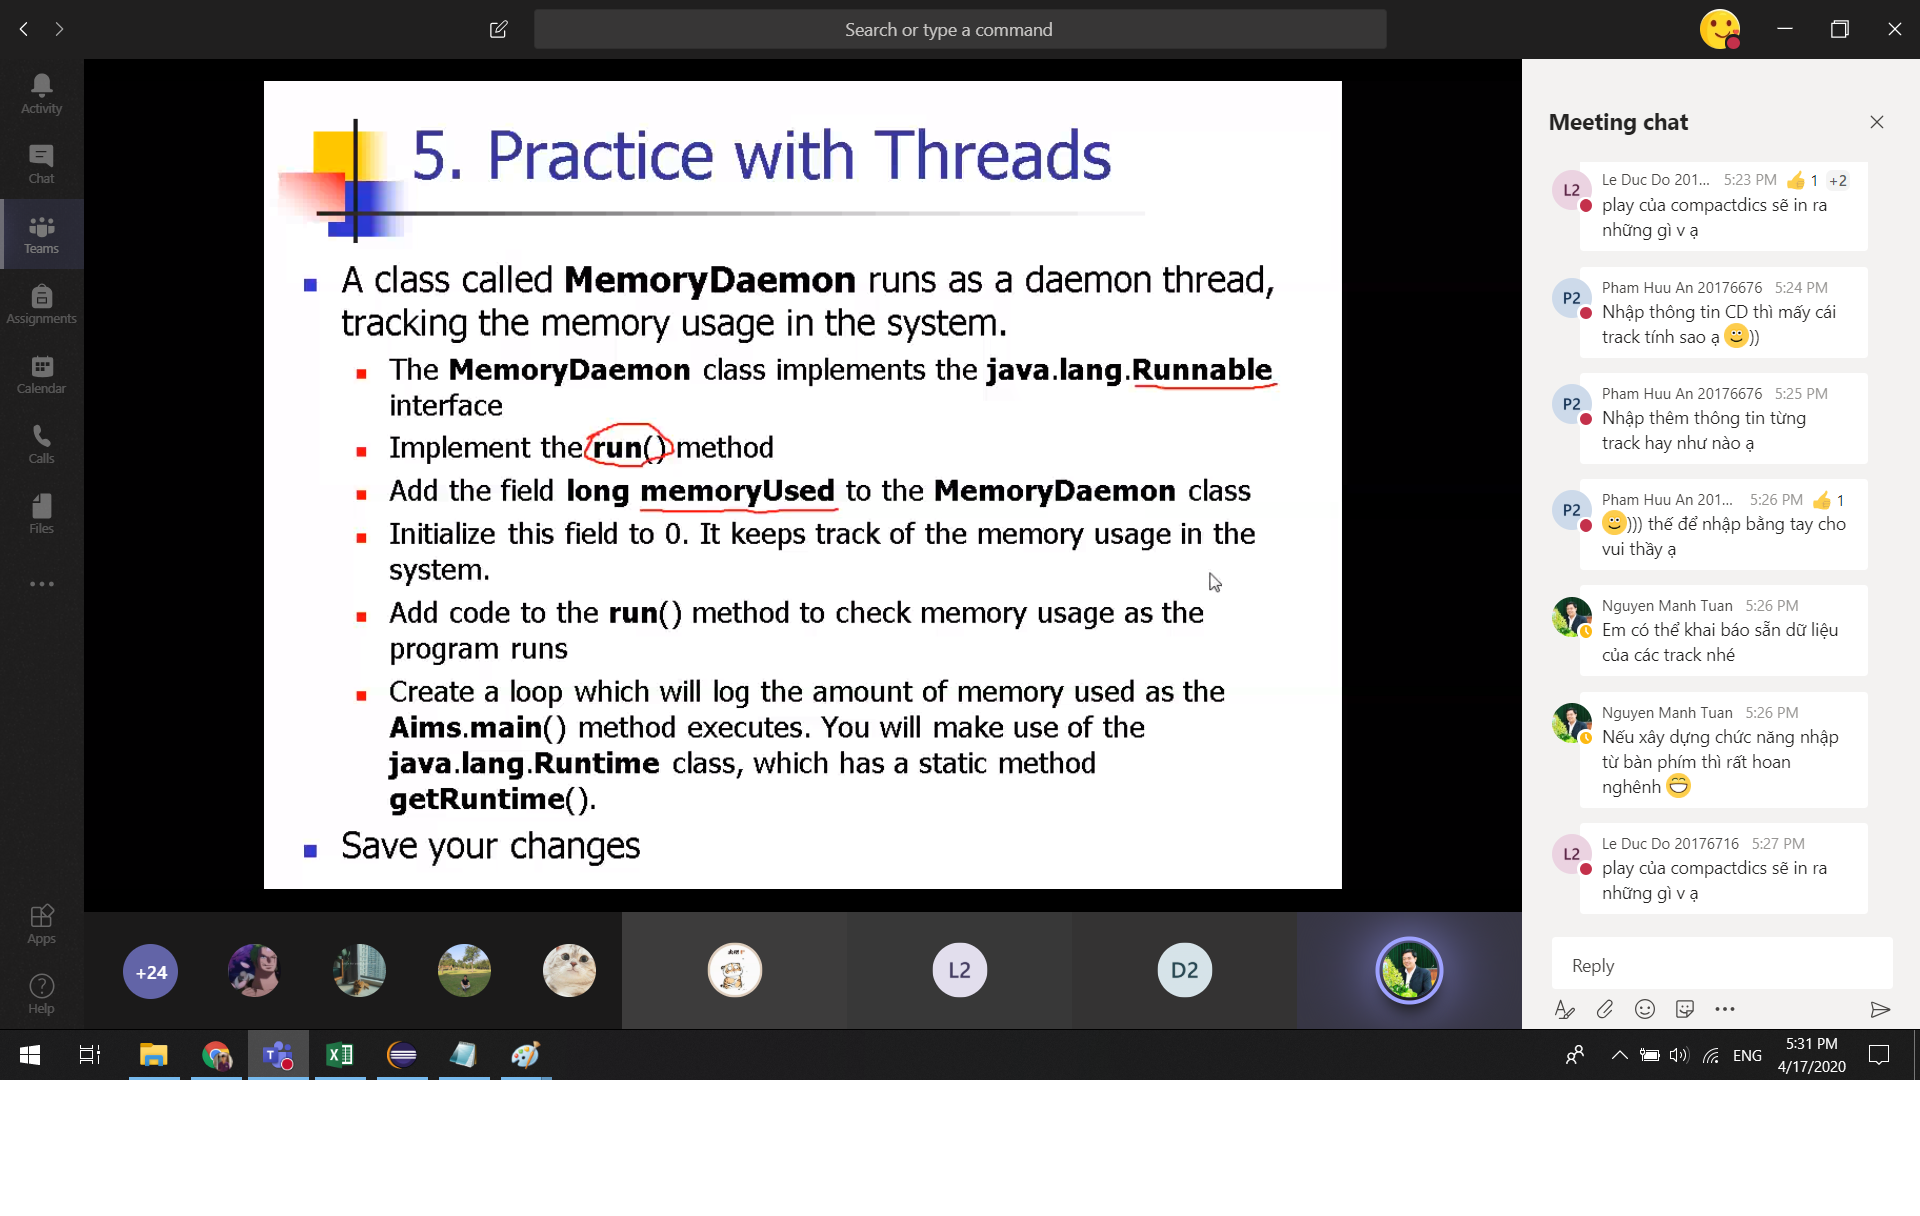 Search or type a command
Activity
Chat
Teams
Assignments
Calendar
Calls
Files
Apps
Help
5. Practice with Threads
A class called MemoryDaemon runs as a daemon thread,
tracking the memory usage in the system.
The MemoryDaemon class implements the java.lang.Runnable
interface
Implement the run() method
Add the field long memoryUsed to the MemoryDaemon class
Initialize this field to 0. It keeps track of the memory usage in the
system.
Add code to the run() method to check memory usage as the
program runs
Create a loop which will log the amount of memory used as the
Aims.main() method executes. You will make use of the
java.lang.Runtime class, which has a static method
getRuntime().
Save your changes
+24
L2
D2
Meeting chat
L2
Le Duc Do 201... 5:23 PM 1 +2
play của compactdics sẽ in ra
những gì v ạ
P2
Pham Huu An 20176676 5:24 PM
Nhập thông tin CD thì mấy cái
track tính sao ạ ))
P2
Pham Huu An 20176676 5:25 PM
Nhập thêm thông tin từng
track hay như nào ạ
P2
Pham Huu An 201... 5:26 PM 1
))) thế để nhập bằng tay cho
vui thầy ạ
Nguyen Manh Tuan 5:26 PM
Em có thể khai báo sẵn dữ liệu
của các track nhé
Nguyen Manh Tuan 5:26 PM
Nếu xây dựng chức năng nhập
từ bàn phím thì rất hoan
nghênh
L2
Le Duc Do 20176716 5:27 PM
play của compactdics sẽ in ra
những gì v ạ
Reply
ENG
5:31 PM
4/17/2020